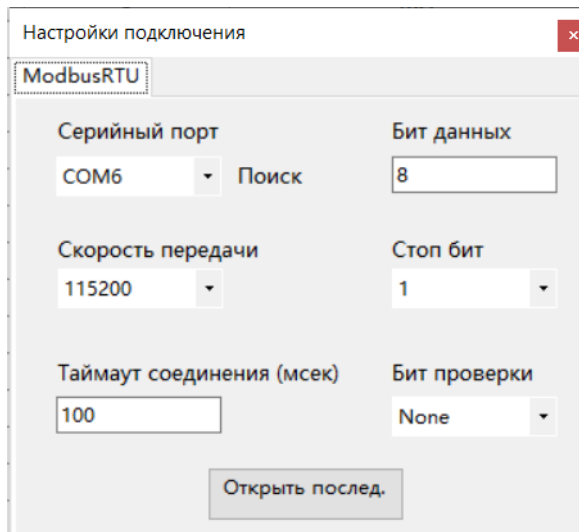 Настройки подключения
ModbusRTU
Серийный порт
Бит данных
COM6
Поиск
8
Скорость передачи
Стоп бит
115200
1
Таймаут соединения (мсек)
Бит проверки
100
None
Открыть послед.